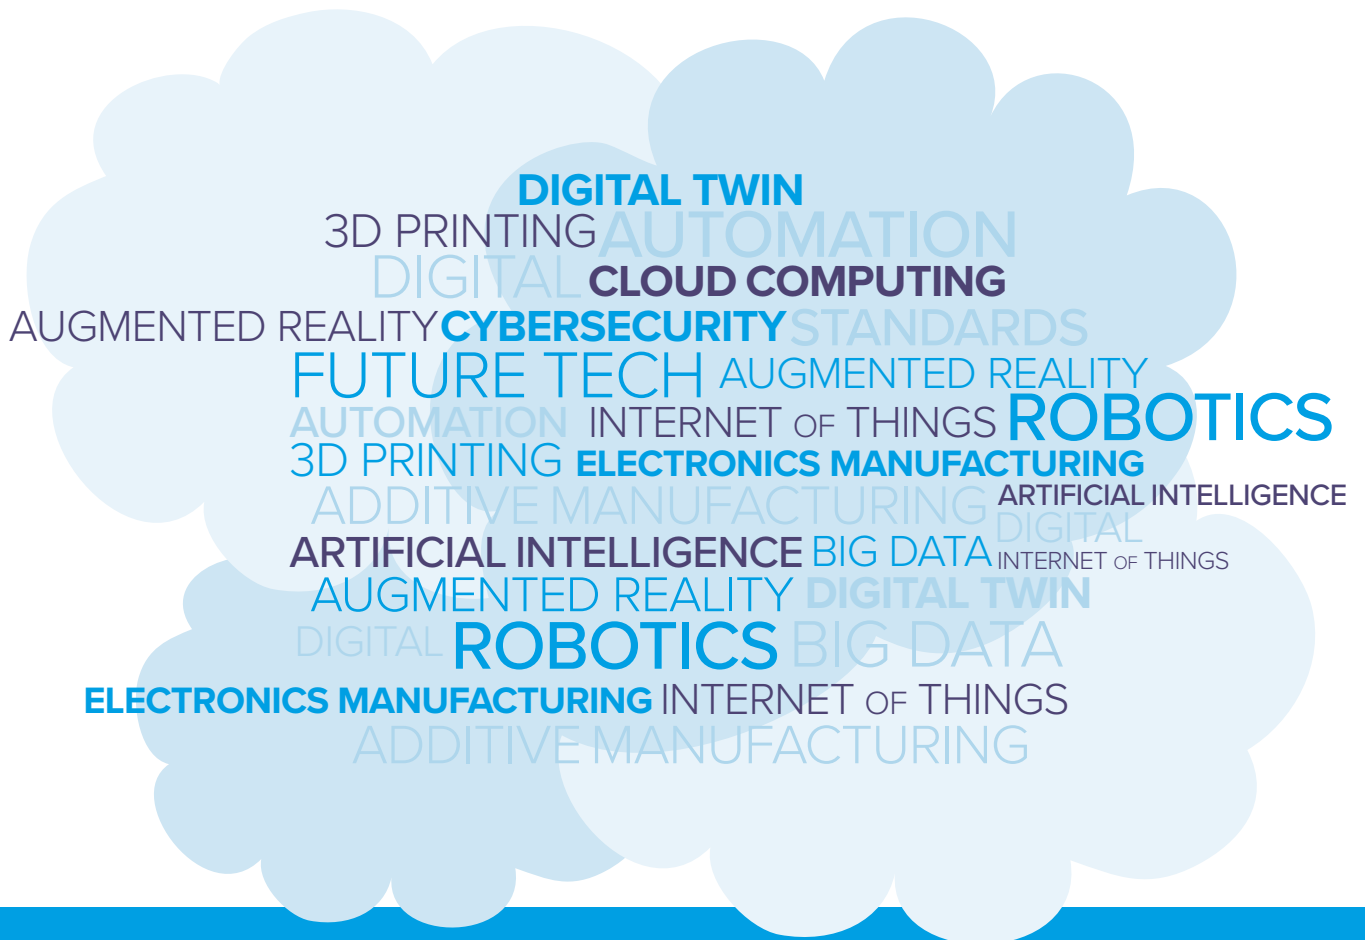 DIGITAL TWIN
3D PRINTING AUTOMATION
DIGITAL CLOUD COMPUTING
AUGMENTED REALITY CYBERSECURITY STANDARDS
FUTURE TECH AUGMENTED REALITY
AUTOMATION INTERNET OF THINGS ROBOTICS
3D PRINTING ELECTRONICS MANUFACTURING
ADDITIVE MANUFACTURING ARTIFICIAL INTELLIGENCE
DIGITAL
ARTIFICIAL INTELLIGENCE BIG DATA INTERNET OF THINGS
AUGMENTED REALITY DIGITAL TWIN
DIGITAL ROBOTICS BIG DATA
ELECTRONICS MANUFACTURING INTERNET OF THINGS
ADDITIVE MANUFACTURING